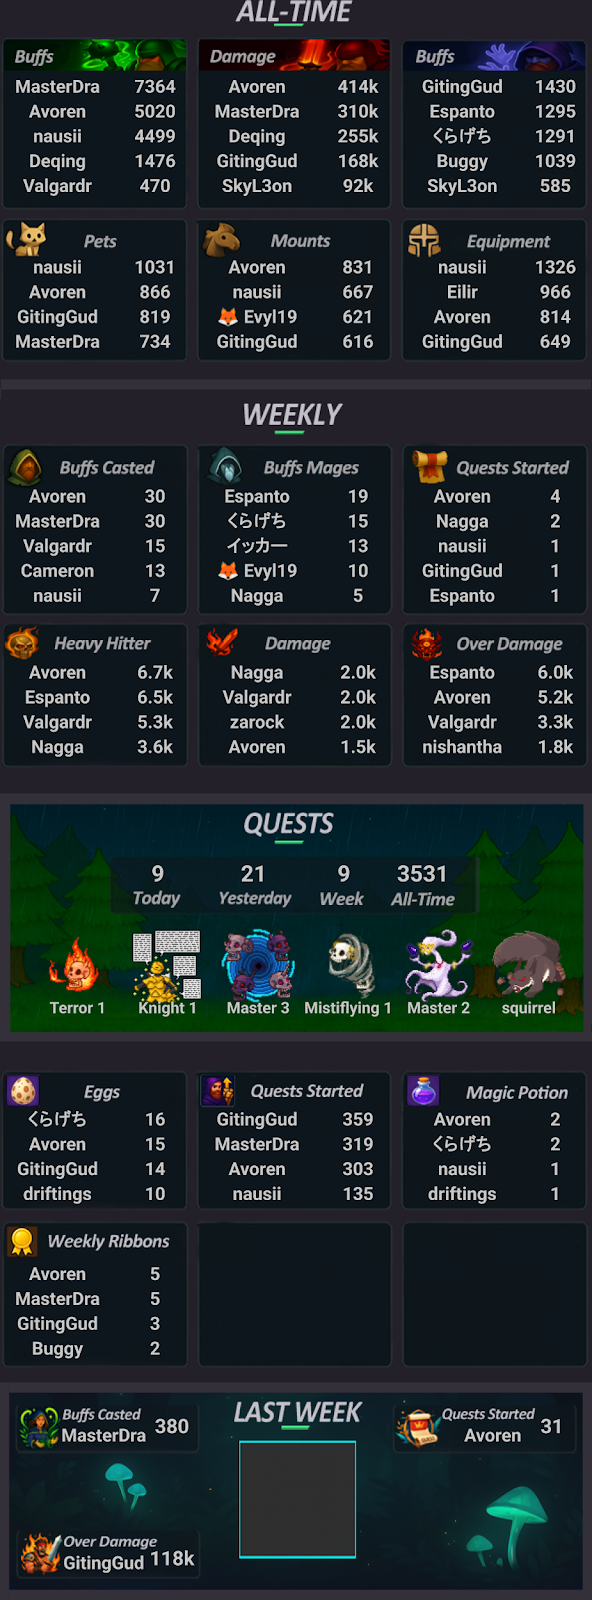 ALL-TIME
Buffs
MasterDra 7364
Avoren 5020
nausii 4499
Deqing 1476
Valgardr 470
Damage
Avoren 414k
MasterDra 310k
Deqing 255k
GitingGud 168k
SkyL3on 92k
Buffs
GitingGud 1430
Espanto 1295
くらげち 1291
Buggy 1039
SkyL3on 585
Pets
nausii 1031
Avoren 866
GitingGud 819
MasterDra 734
Mounts
Avoren 831
nausii 667
🦊 Evyl19 621
GitingGud 616
Equipment
nausii 1326
Eilir 966
Avoren 814
GitingGud 649
WEEKLY
Buffs Casted
Avoren 30
MasterDra 30
Valgardr 15
Cameron 13
nausii 7
Buffs Mages
Espanto 19
くらげち 15
イッカー 13
🦊 Evyl19 10
Nagga 5
Quests Started
Avoren 4
Nagga 2
nausii 1
GitingGud 1
Espanto 1
Heavy Hitter
Avoren 6.7k
Espanto 6.5k
Valgardr 5.3k
Nagga 3.6k
Damage
Nagga 2.0k
Valgardr 2.0k
zarock 2.0k
Avoren 1.5k
Over Damage
Espanto 6.0k
Avoren 5.2k
Valgardr 3.3k
nishantha 1.8k
QUESTS
9 21 9 3531
Today Yesterday Week All-Time
Terror 1 Knight 1 Master 3 Mistiflying 1 Master 2 squirrel
Eggs
くらげち 16
Avoren 15
GitingGud 14
driftings 10
Quests Started
GitingGud 359
MasterDra 319
Avoren 303
nausii 135
Magic Potion
Avoren 2
くらげち 2
nausii 1
driftings 1
Weekly Ribbons
Avoren 5
MasterDra 5
GitingGud 3
Buggy 2
LAST WEEK
Buffs Casted
MasterDra 380
Quests Started
Avoren 31
Over Damage
GitingGud 118k